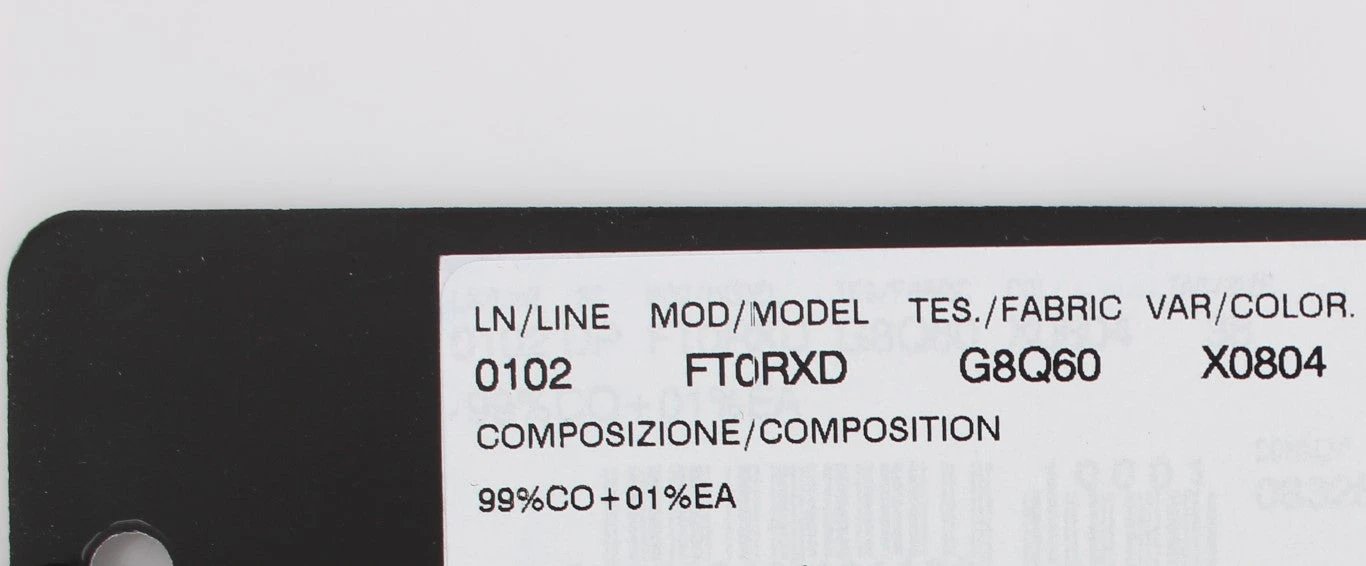 LN/LINE MOD/MODEL TES./FABRIC VAR/COLOR.
0102 FT0RXD G8Q60 X0804
COMPOSIZIONE/COMPOSITION
99%CO+01%EA